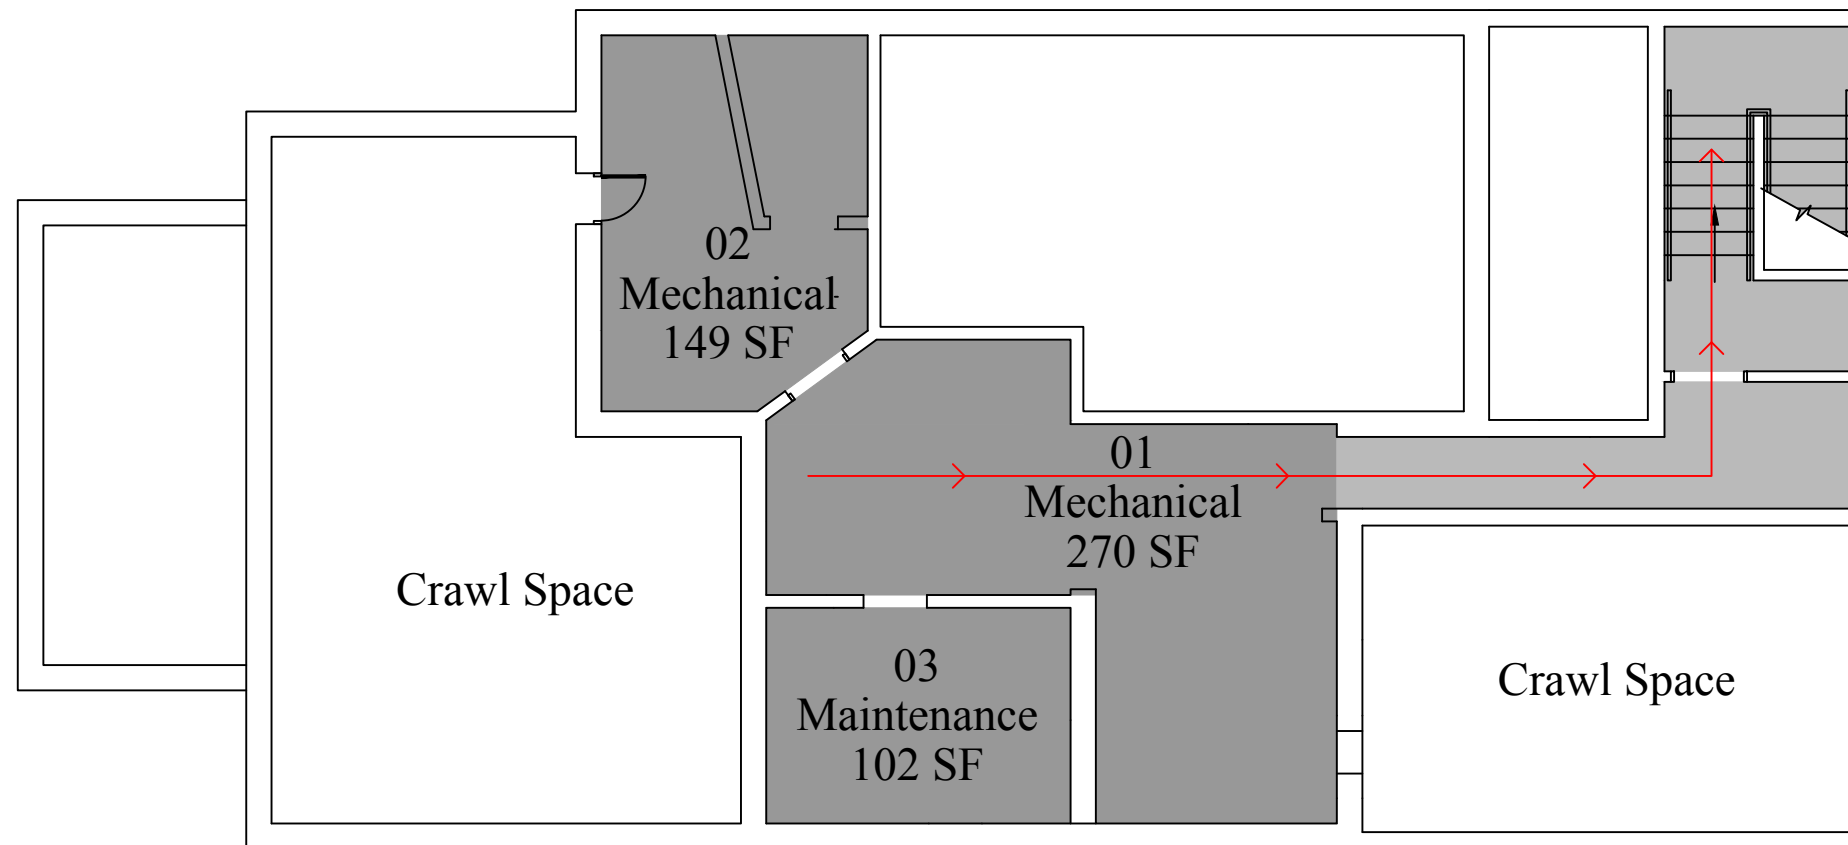 02
Mechanical
149 SF
01
Mechanical
270 SF
Crawl Space
03
Maintenance
102 SF
Crawl Space